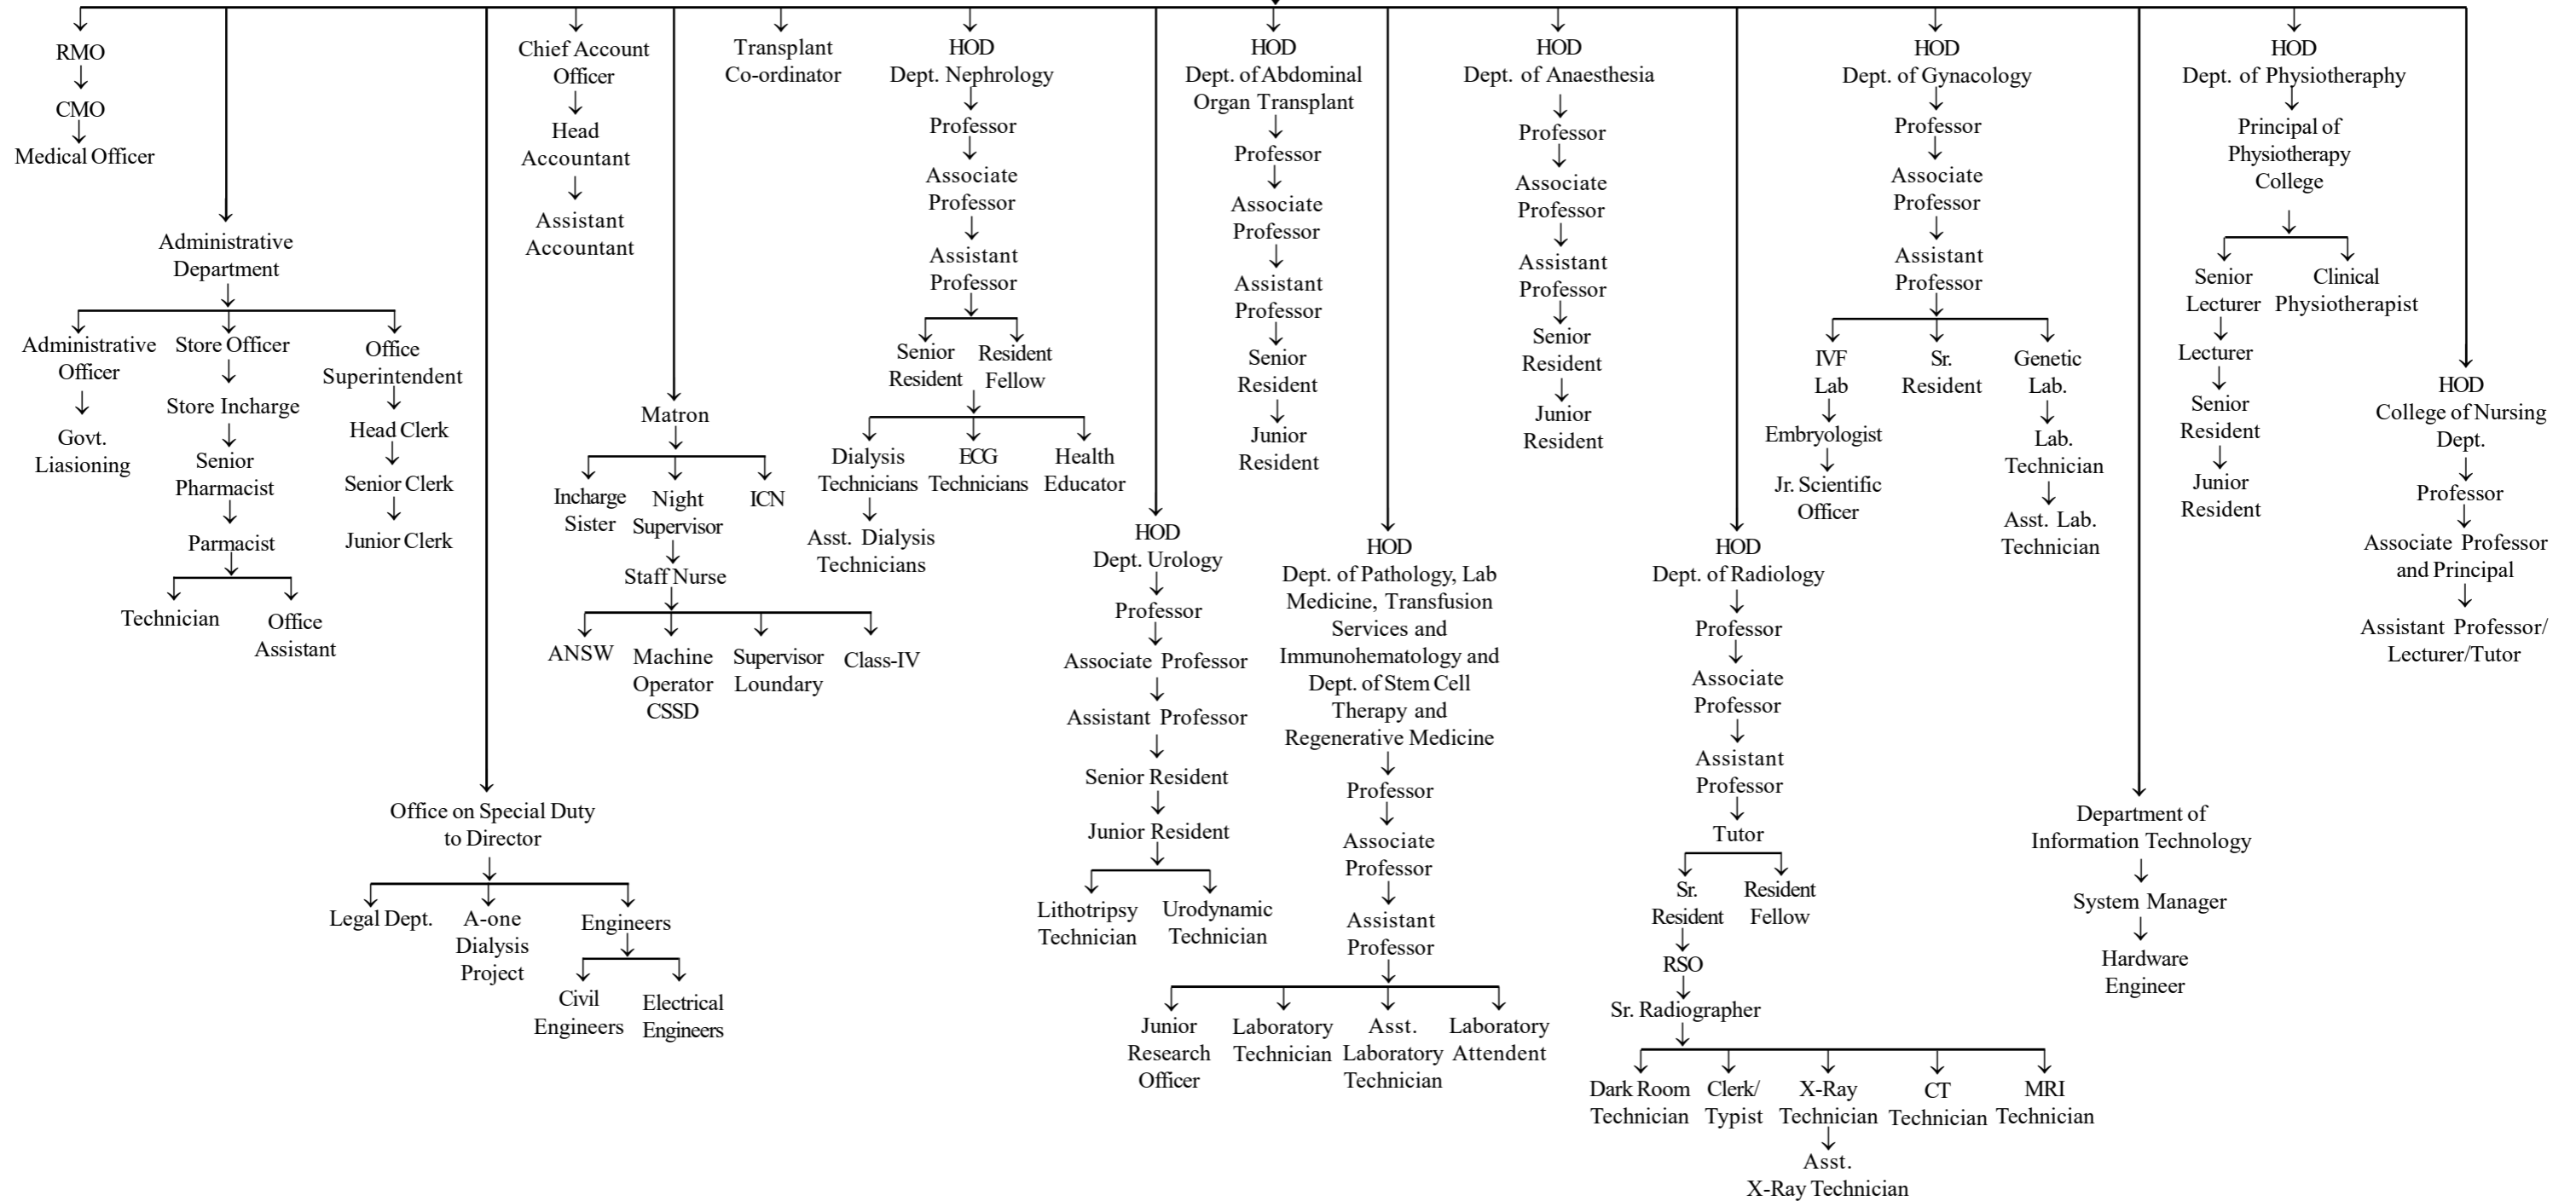 RMO
CMO
Medical Officer
Administrative
Department
Administrative
Officer
Govt.
Liasioning
Store Officer
Store Incharge
Senior
Pharmacist
Parmacist
Technician
Office
Assistant
Office
Superintendent
Head Clerk
Senior Clerk
Junior Clerk
Office on Special Duty
to Director
Legal Dept.
A-one
Dialysis
Project
Engineers
Civil
Engineers
Electrical
Engineers
Chief Account
Officer
Head
Accountant
Assistant
Accountant
Matron
Incharge
Sister
Night
Supervisor
ICN
Staff Nurse
ANSW
Machine
Operator
CSSD
Supervisor
Loundary
Class-IV
Transplant
Co-ordinator
HOD
Dept. Nephrology
Professor
Associate
Professor
Assistant
Professor
Senior
Resident
Resident
Fellow
Dialysis
Technicians
Asst. Dialysis
Technicians
ECG
Technicians
Health
Educator
HOD
Dept. Urology
Professor
Associate Professor
Assistant Professor
Senior Resident
Junior Resident
Lithotripsy
Technician
Urodynamic
Technician
HOD
Dept. of Abdominal
Organ Transplant
Professor
Associate
Professor
Assistant
Professor
Senior
Resident
Junior
Resident
HOD
Dept. of Pathology, Lab
Medicine, Transfusion
Services and
Immunohematology and
Dept. of Stem Cell
Therapy and
Regenerative Medicine
Professor
Associate
Professor
Assistant
Professor
Junior
Research
Officer
Laboratory
Technician
Asst.
Laboratory
Technician
Laboratory
Attendent
HOD
Dept. of Anaesthesia
Professor
Associate
Professor
Assistant
Professor
Senior
Resident
Junior
Resident
HOD
Dept. of Radiology
Professor
Associate
Professor
Assistant
Professor
Tutor
Sr.
Resident
Resident
Fellow
RSO
Sr. Radiographer
Dark Room
Technician
Clerk/
Typist
X-Ray
Technician
Asst.
X-Ray Technician
CT
Technician
MRI
Technician
HOD
Dept. of Gynacology
Professor
Associate
Professor
Assistant
Professor
IVF
Lab
Embryologist
Jr. Scientific
Officer
Sr.
Resident
Genetic
Lab.
Lab.
Technician
Asst. Lab.
Technician
Department of
Information Technology
System Manager
Hardware
Engineer
HOD
Dept. of Physiotheraphy
Principal of
Physiotherapy
College
Senior
Lecturer
Lecturer
Senior
Resident
Junior
Resident
Clinical
Physiotherapist
HOD
College of Nursing
Dept.
Professor
Associate Professor
and Principal
Assistant Professor/
Lecturer/Tutor